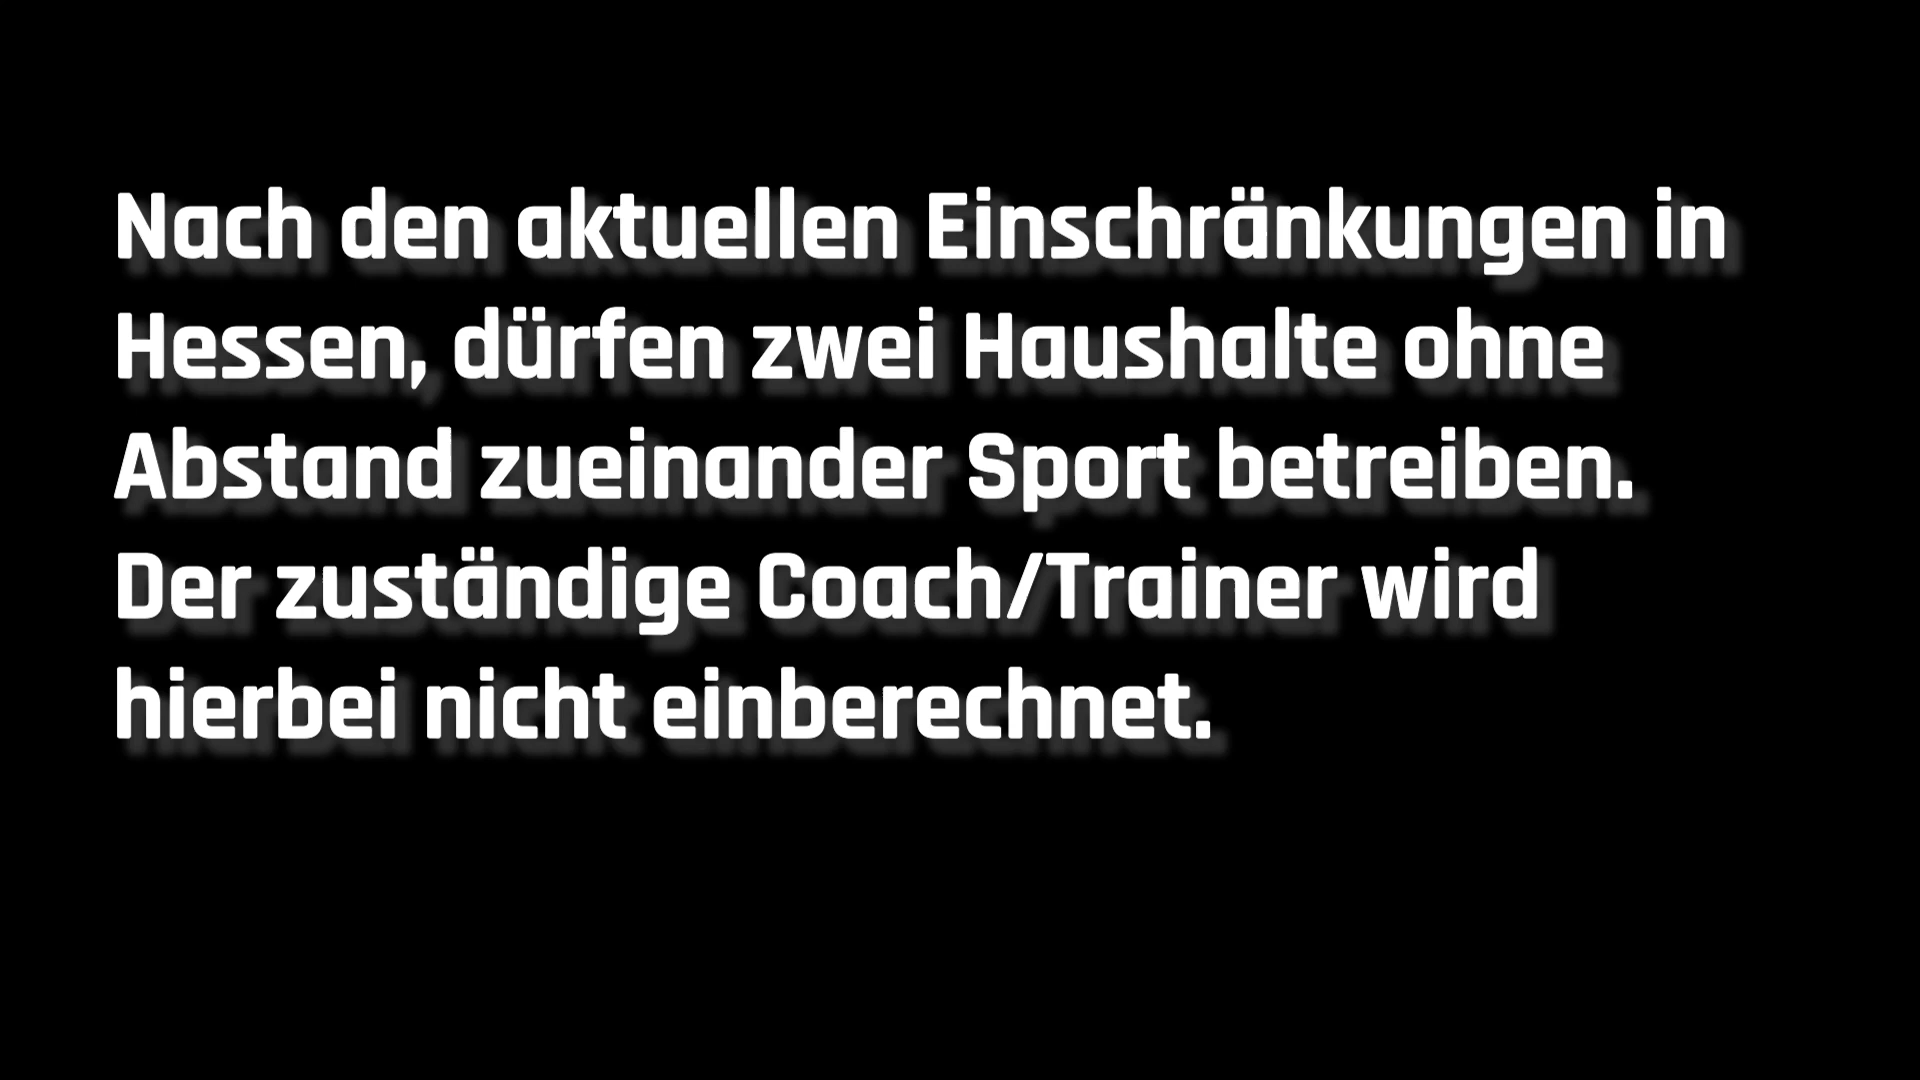 Nach den aktuellen Einschränkungen in
Hessen, dürfen zwei Haushalte ohne
Abstand zueinander Sport betreiben.
Der zuständige Coach/Trainer wird
hierbei nicht einberechnet.